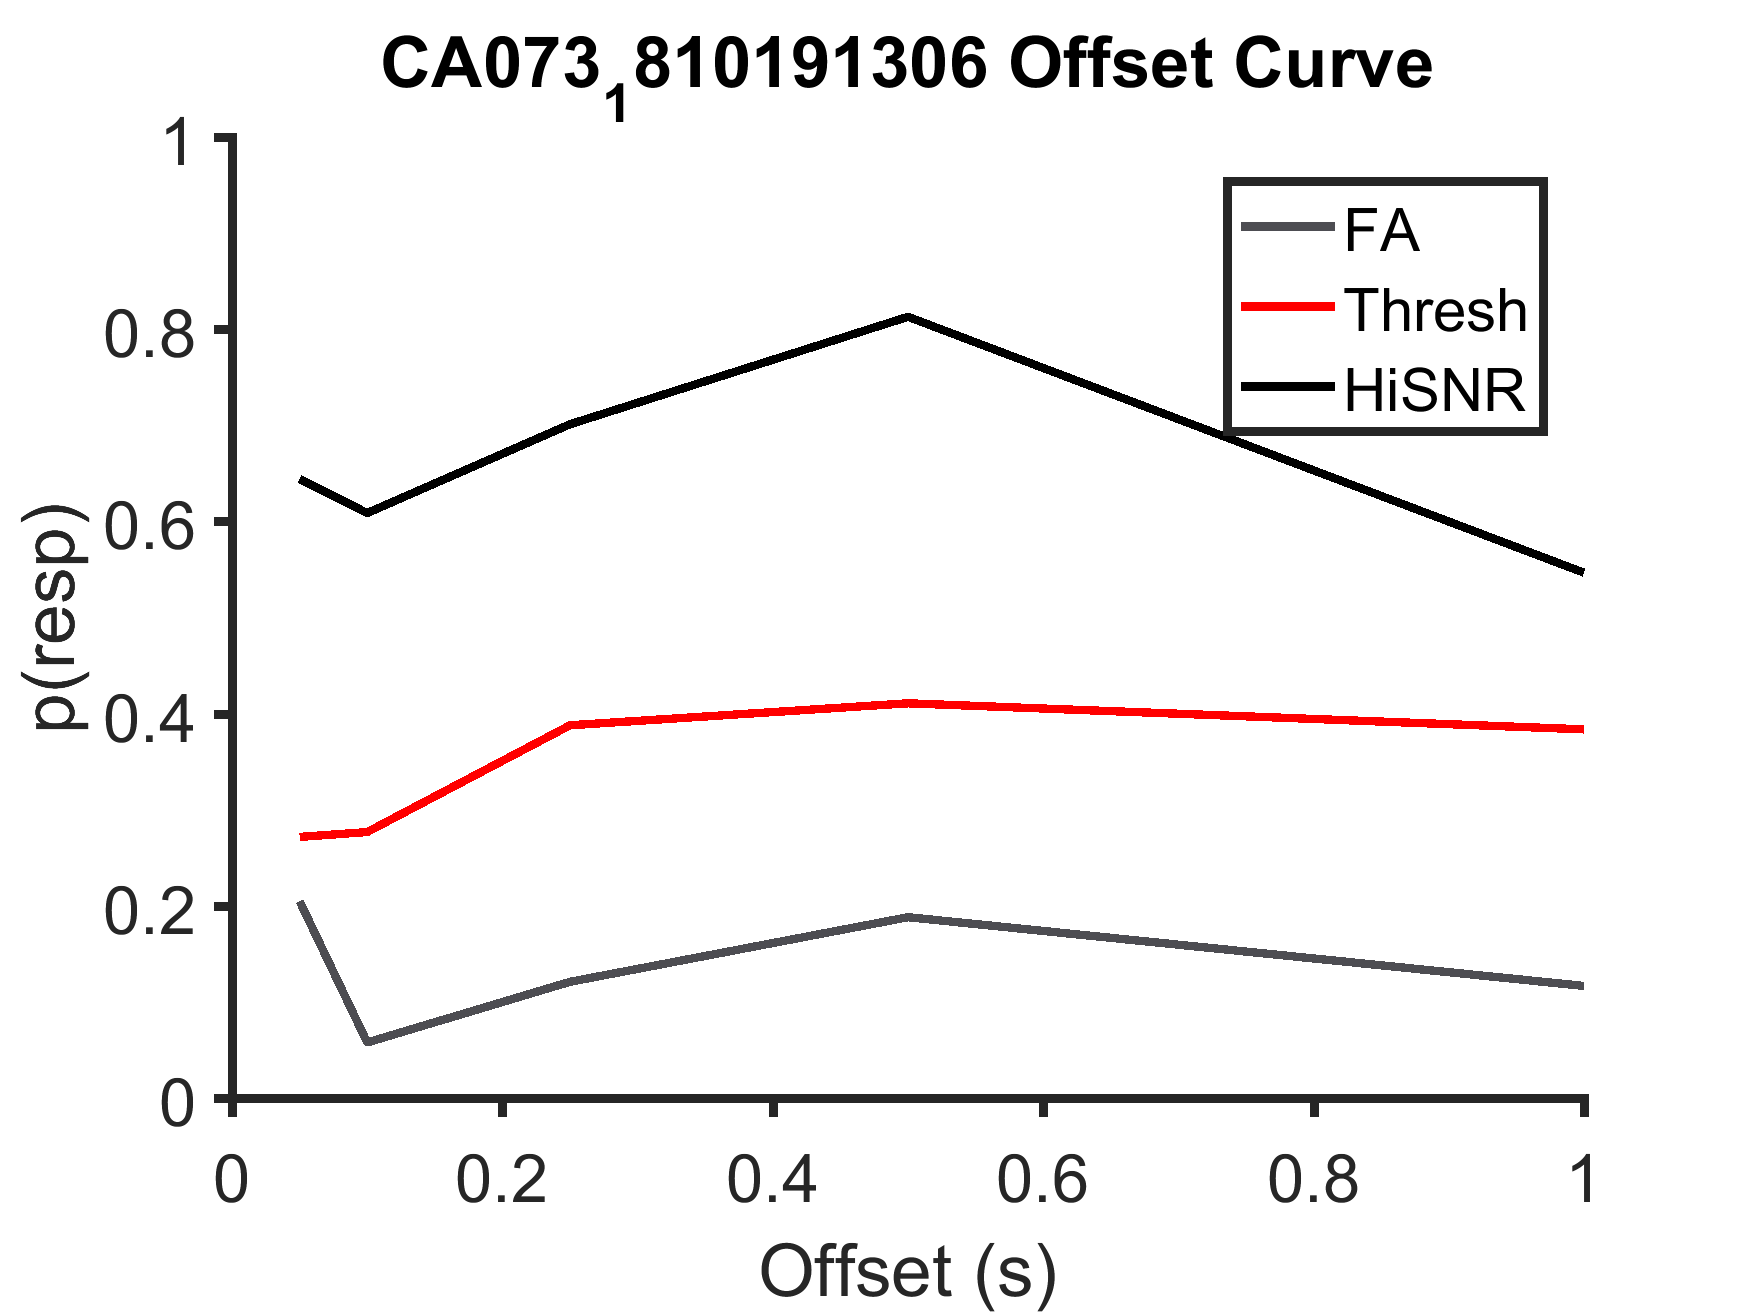 CA073₁810191306 Offset Curve
1
0.8
0.6
0.4
0.2
0
p(resp)
FA
Thresh
HiSNR
0 0.2 0.4 0.6 0.8 1
Offset (s)